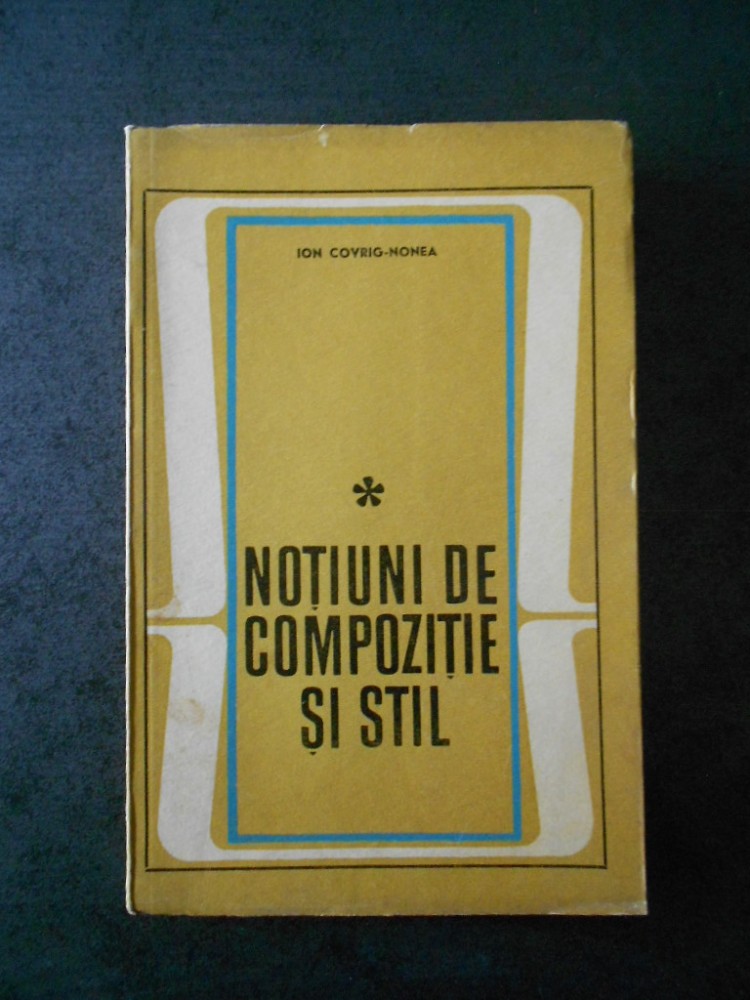 ION COVRIG-NONEA
*
NOȚIUNI DE
COMPOZIȚIE
ȘI STIL